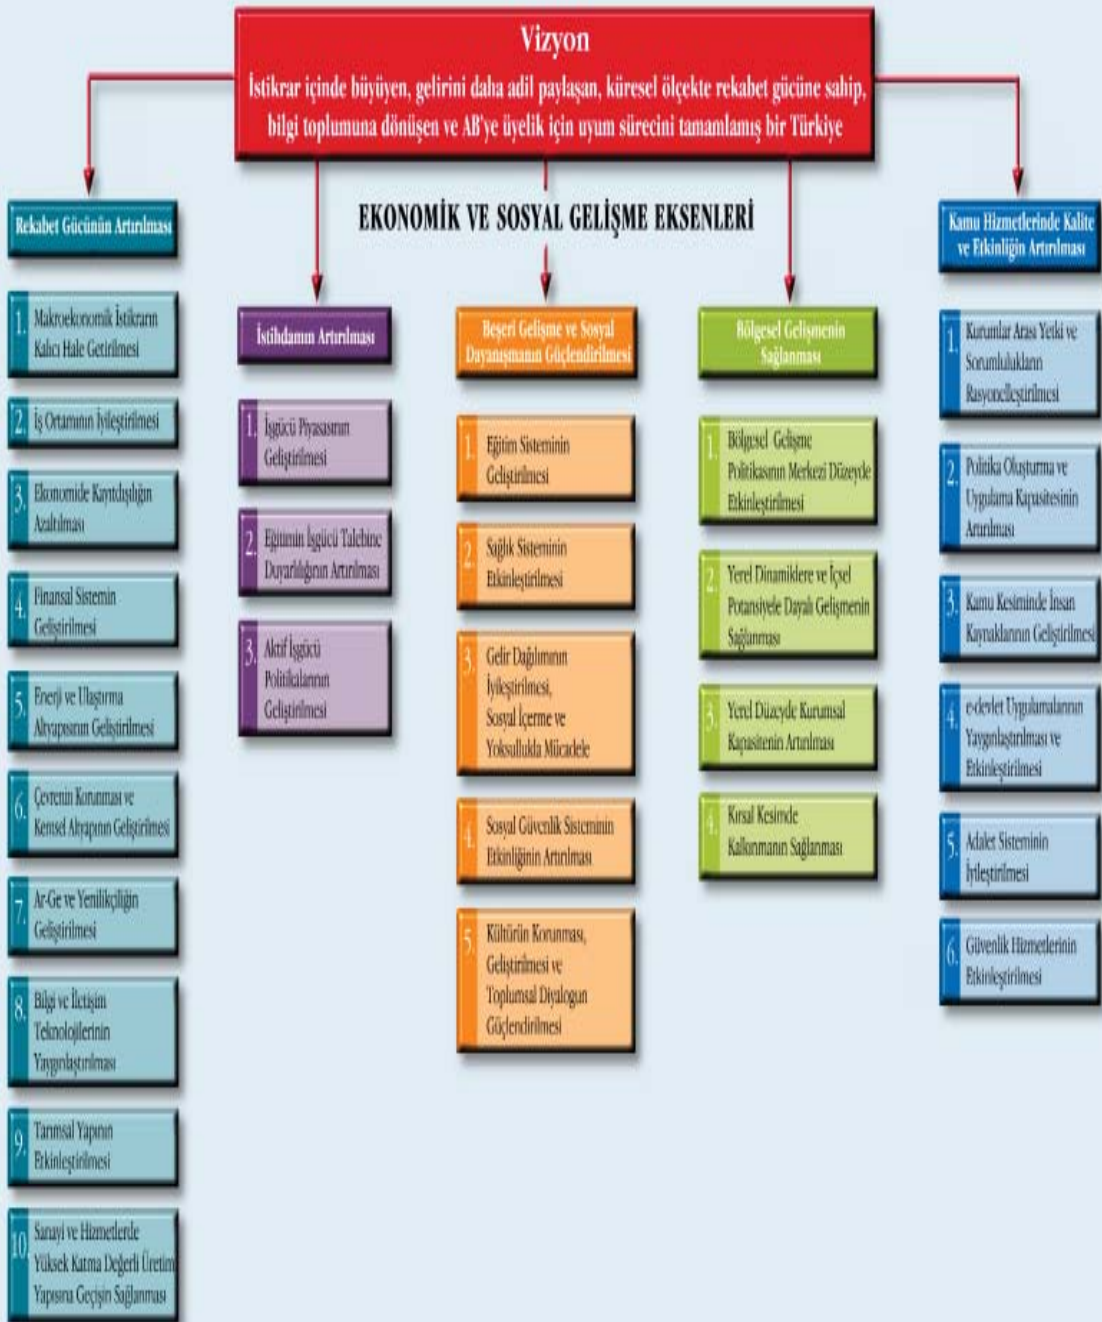 Vizyon
İstikrar içinde büyüyen, gelirini daha adil paylaşan, küresel ölçekte rekabet gücüne sahip,
bilgi toplumuna dönüşen ve AB'ye üyelik için uyum sürecini tamamlamış bir Türkiye
EKONOMİK VE SOSYAL GELİŞME EKSENLERİ
Rekabet Gücünün Artırılması
1. Makroekonomik İstikrarın
Kalıcı Hale Getirilmesi
2. İş Ortamının İyileştirilmesi
3. Ekonomide Kayıtdışılığın
Azaltılması
4. Finansal Sistemin
Geliştirilmesi
5. Enerji ve Ulaştırma
Altyapısının Geliştirilmesi
6. Çevrenin Korunması ve
Kentsel Altyapının Geliştirilmesi
7. Ar-Ge ve Yenilikçiliğin
Geliştirilmesi
8. Bilgi ve İletişim
Teknolojilerinin
Yaygınlaştırılması
9. Tarımsal Yapının
Etkinleştirilmesi
10. Sanayi ve Hizmetlerde
Yüksek Katma Değerli Üretim
Yapısına Geçişin Sağlanması
İstihdamın Artırılması
1. İşgücü Piyasasının
Geliştirilmesi
2. Eğitimin İşgücü Talebine
Duyarlılığının Artırılması
3. Aktif İşgücü
Politikalarının
Geliştirilmesi
Beşeri Gelişme ve Sosyal
Dayanışmanın Güçlendirilmesi
1. Eğitim Sisteminin
Geliştirilmesi
2. Sağlık Sisteminin
Etkinleştirilmesi
3. Gelir Dağılımının
İyileştirilmesi,
Sosyal İçerme ve
Yoksullukla Mücadele
4. Sosyal Güvenlik Sisteminin
Etkinliğinin Artırılması
5. Kültürün Korunması,
Geliştirilmesi ve
Toplumsal Diyalogun
Güçlendirilmesi
Bölgesel Gelişmenin
Sağlanması
1. Bölgesel Gelişme
Politikasının Merkezi Düzeyde
Etkinleştirilmesi
2. Yerel Dinamiklere ve İçsel
Potansiyele Dayalı Gelişmenin
Sağlanması
3. Yerel Düzeyde Kurumsal
Kapasitenin Artırılması
4. Kırsal Kesimde
Kalkınmanın Sağlanması
Kamu Hizmetlerinde Kalite
ve Etkinliğin Artırılması
1. Kurumlar Arası Yetki ve
Sorumlulukların
Rasyonelleştirilmesi
2. Politika Oluşturma ve
Uygulama Kapasitesinin
Artırılması
3. Kamu Kesiminde İnsan
Kaynaklarının Geliştirilmesi
4. e-devlet Uygulamalarının
Yaygınlaştırılması ve
Etkinleştirilmesi
5. Adalet Sisteminin
İyileştirilmesi
6. Güvenlik Hizmetlerinin
Etkinleştirilmesi